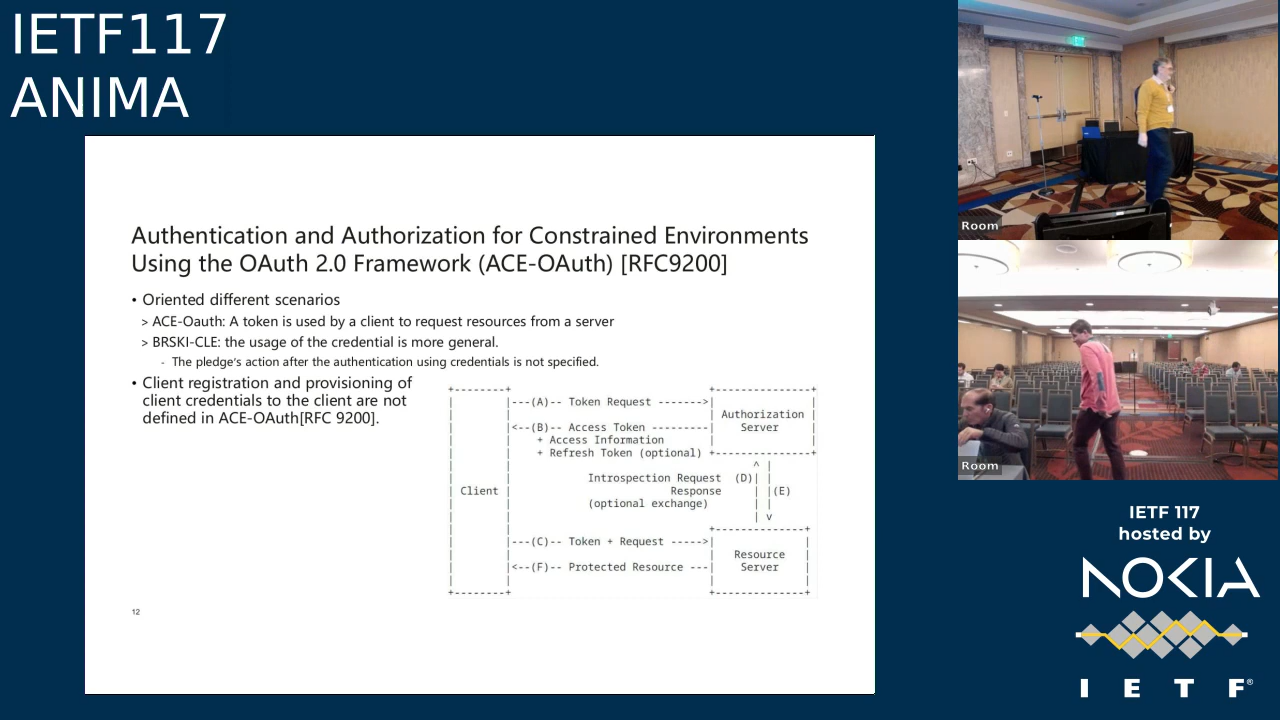 IETF117
ANIMA
Authentication and Authorization for Constrained Environments
Using the OAuth 2.0 Framework (ACE-OAuth) [RFC9200]
• Oriented different scenarios
> ACE-Oauth: A token is used by a client to request resources from a server
> BRSKI-CLE: the usage of the credential is more general.
- The pledge's action after the authentication using credentials is not specified.
• Client registration and provisioning of
client credentials to the client are not
defined in ACE-OAuth[RFC 9200].
+--------+                               +---------------+
|        |---(A)-- Token Request ------->|               |
|        |                               | Authorization |
|        |<--(B)-- Access Token ---------|    Server     |
|        |    + Access Information       |               |
|        |    + Refresh Token (optional) +---------------+
|        |                                      ^ |
|        |            Introspection Request  (D)| |
| Client |                         Response     | |(E)
|        |            (optional exchange)       | |
|        |                                      | v
|        |                               +--------------+
|        |---(C)-- Token + Request ----->|              |
|        |                               |   Resource   |
|        |<--(F)-- Protected Resource ---|    Server    |
|        |                               |              |
+--------+                               +--------------+
12
Room
Room
IETF 117
hosted by
NOKIA
I E T F®